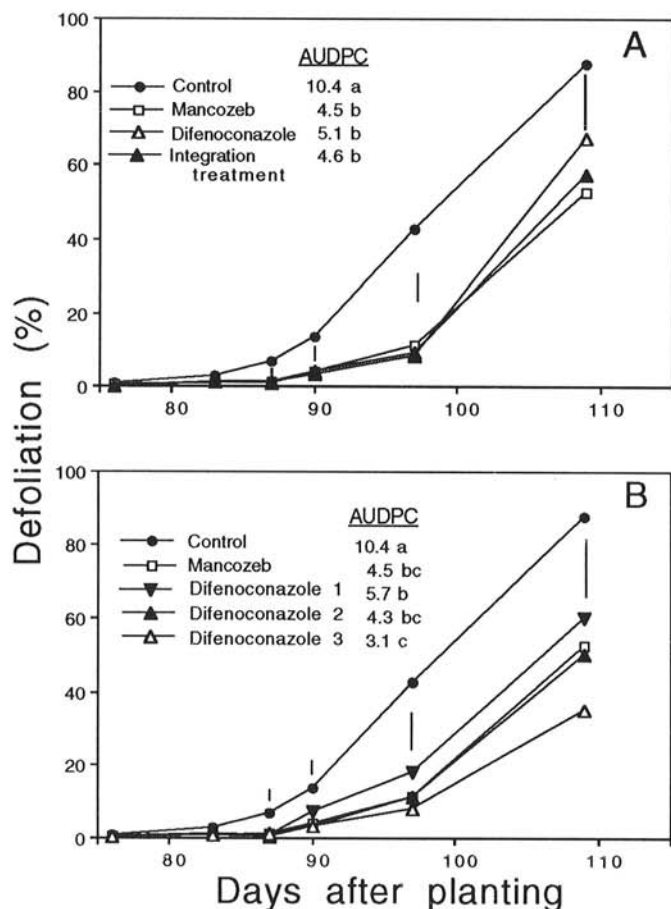 100
80
60
40
20
0
A
AUDPC
Control 10.4 a
Mancozeb 4.5 b
Difenoconazole 5.1 b
Integration 4.6 b
treatment
80 90 100 110
Defoliation (%)
100
80
60
40
20
0
B
AUDPC
Control 10.4 a
Mancozeb 4.5 bc
Difenoconazole 1 5.7 b
Difenoconazole 2 4.3 bc
Difenoconazole 3 3.1 c
80 90 100 110
Days after planting